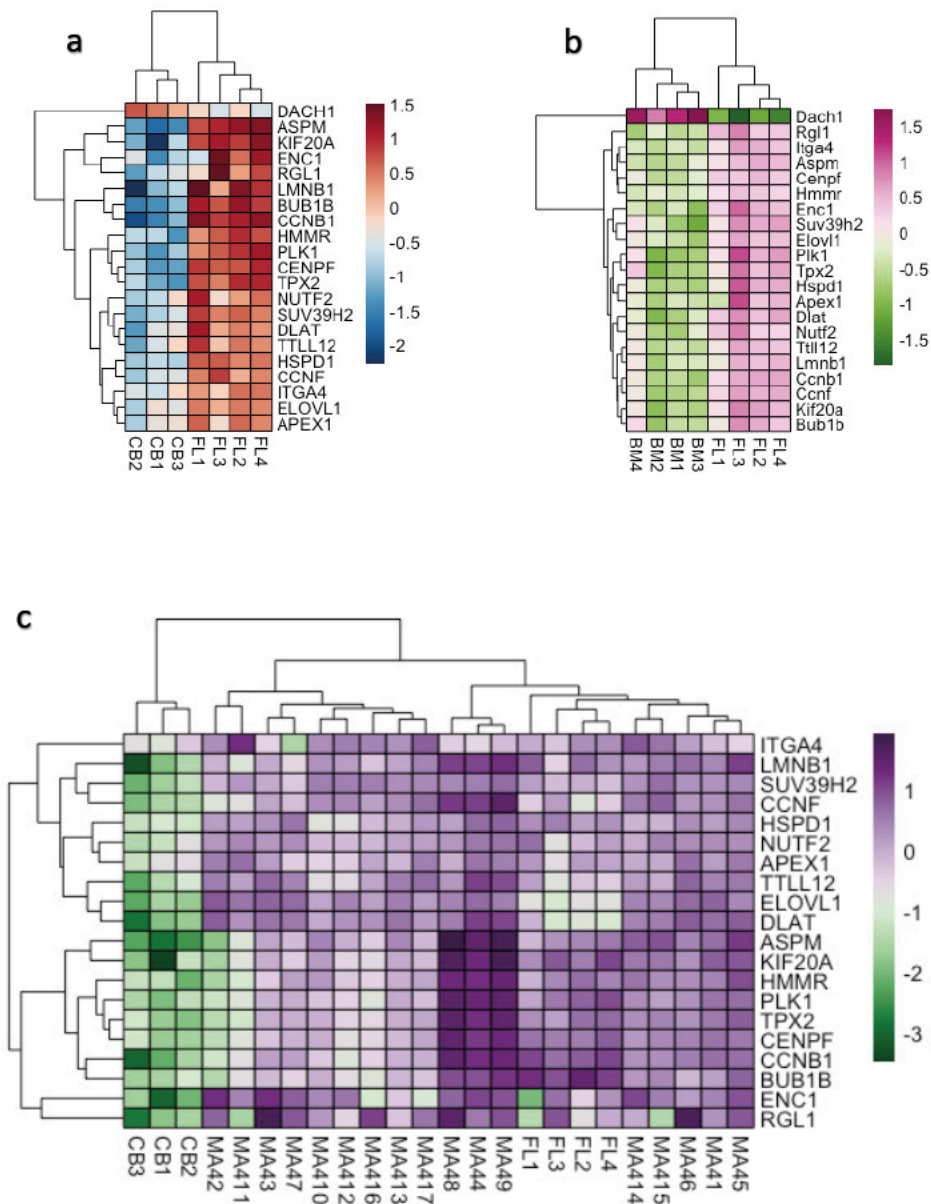 a
DACH1
ASPM
KIF20A
ENC1
RGL1
LMNB1
BUB1B
CCNB1
HMMR
PLK1
CENPF
TPX2
NUTF2
SUV39H2
DLAT
TTLL12
HSPD1
CCNF
ITGA4
ELOVL1
APEX1
CB2 CB1 CB3 FL1 FL3 FL2 FL4
1.5
1
0.5
0
-0.5
-1
-1.5
-2
b
Dach1
Rgl1
Itga4
Aspm
Cenpf
Hmmr
Enc1
Suv39h2
Elovl1
Plk1
Tpx2
Hspd1
Apex1
Dlat
Nutf2
Ttll12
Lmnb1
Ccnb1
Ccnf
Kif20a
Bub1b
BM4 BM2 BM1 BM3 FL1 FL3 FL2 FL4
1.5
1
0.5
0
-0.5
-1
-1.5
c
ITGA4
LMNB1
SUV39H2
CCNF
HSPD1
NUTF2
APEX1
TTLL12
ELOVL1
DLAT
ASPM
KIF20A
HMMR
PLK1
TPX2
CENPF
CCNB1
BUB1B
ENC1
RGL1
CB3 CB1 CB2 MA42 MA411 MA43 MA47 MA410 MA412 MA416 MA413 MA417 MA48 MA44 MA49 FL1 FL3 FL2 FL4 MA414 MA415 MA46 MA41 MA45
1
0
-1
-2
-3